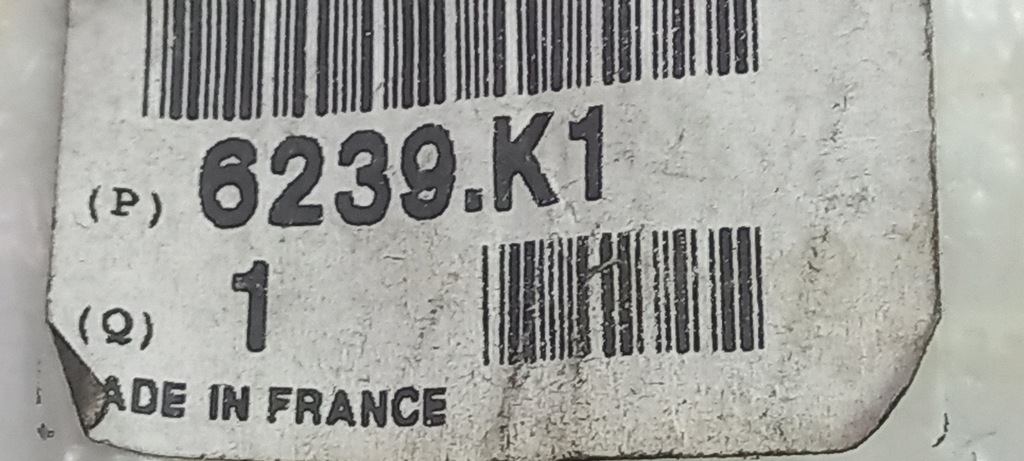 (P) 6239.K1
(Q) 1
ADE IN FRANCE